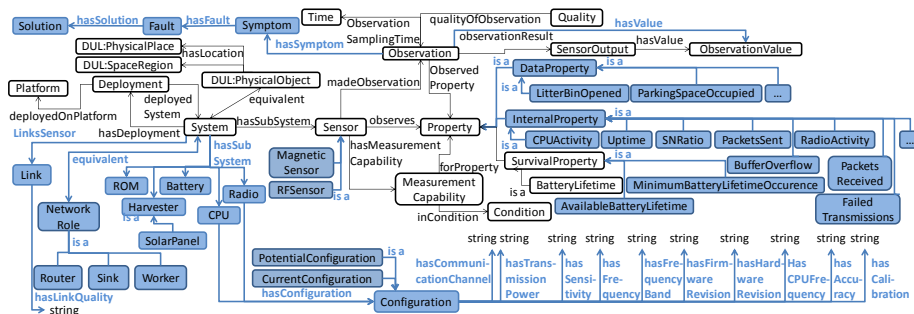 Solution
hasSolution
Fault
hasFault
Symptom
Time
Observation
SamplingTime
qualityOfObservation
Quality
hasValue
hasSymptom
Observation
observationResult
SensorOutput
hasValue
ObservationValue
DUL:PhysicalPlace
hasLocation
DUL:SpaceRegion
madeObservation
Observed
Property
is a
DataProperty
is a
is a
LitterBinOpened
ParkingSpaceOccupied
...
Platform
Deployment
DUL:PhysicalObject
deployedOnPlatform
deployed
System
equivalent
hasDeployment
LinksSensor
System
hasSubSystem
Sensor
observes
Property
InternalProperty
is a
is a
CPUActivity
Uptime
SNRatio
PacketsSent
RadioActivity
...
hasMeasurement
Capability
forProperty
SurvivalProperty
is a
BufferOverflow
Packets
Received
is a
BatteryLifetime
MinimumBatteryLifetimeOccurence
AvailableBatteryLifetime
Failed
Transmissions
Link
equivalent
hasSub
System
Magnetic
Sensor
RFSensor
is a
Measurement
Capability
inCondition
Condition
ROM
Battery
Radio
Harvester
CPU
is a
SolarPanel
Network
Role
is a
Router
Sink
Worker
hasLinkQuality
string
PotentialConfiguration
is a
CurrentConfiguration
hasConfiguration
Configuration
string
string
string
string
string
string
string
string
string
string
hasCommuni-
cationChannel
hasTrans-
mission
Power
has
Sensi-
tivity
has
Fre-
quency
hasFre-
quency
Band
hasFirm-
ware
Revision
hasHard-
ware
Revision
Has
CPUFre-
quency
has
Accu-
racy
has
Cali-
bration